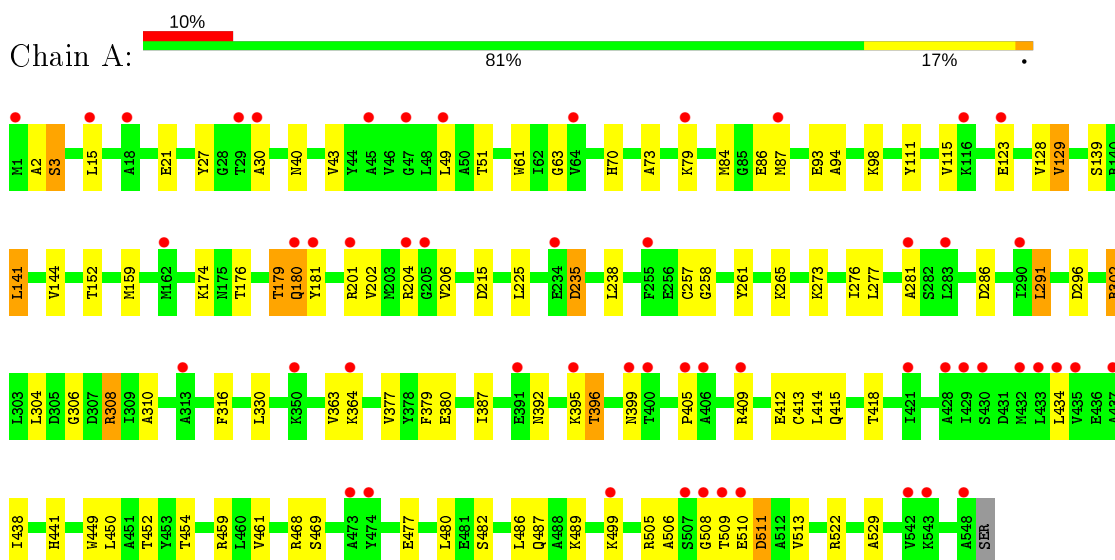 10%
Chain A:
81% 17% •
M1 A2 S3 L15 A18 E21 Y27 G28 T29 A30 N40 V43 Y44 A45 V46 G47 L48 L49 A50 T51 W61 I62 G63 V64 H70 A73 K79 M84 G85 E86 M87 E93 A94 K98 Y111 V115 K116 E123 V128 V129 S139 R140
L141 V144 T152 M159 M162 K174 N175 T176 T179 Q180 Y181 R201 V202 M203 R204 G205 V206 D215 L225 E234 D235 L238 F255 E256 C257 G258 Y261 K265 K273 I276 L277 A281 S282 L283 D286 I290 L291 D296 R302
L303 L304 D305 G306 D307 R308 I309 A310 A313 F316 L330 K350 V363 K364 V377 Y378 F379 E380 I387 E391 N392 K395 T396 N399 T400 P405 A406 R409 E412 C413 L414 Q415 T418 I421 A428 I429 S430 D431 M432 L433 L434 V435 E436 A437
I438 H441 W449 L450 A451 T452 Y453 T454 R459 L460 V461 R468 S469 A473 Y474 E477 L480 E481 S482 L486 Q487 A488 K489 K499 R505 A506 S507 G508 T509 E510 D511 A512 V513 R522 A529 V542 K543 A548 SER